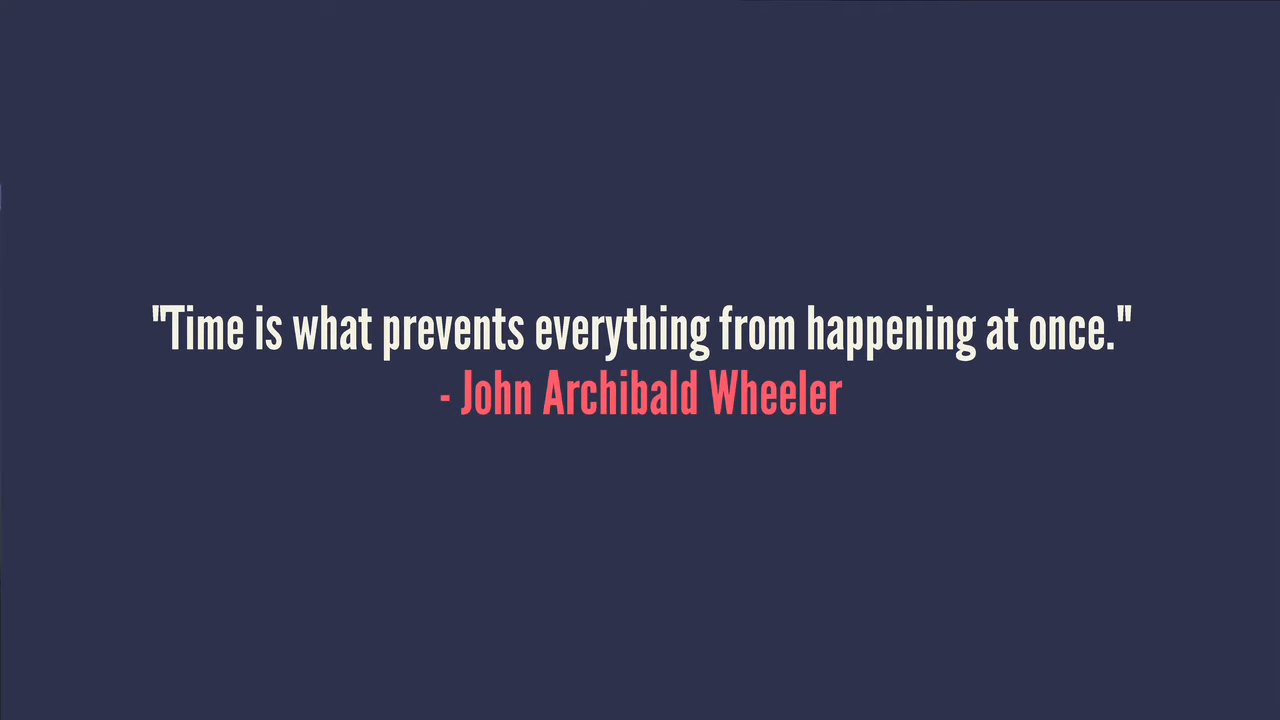 "Time is what prevents everything from happening at once."
- John Archibald Wheeler